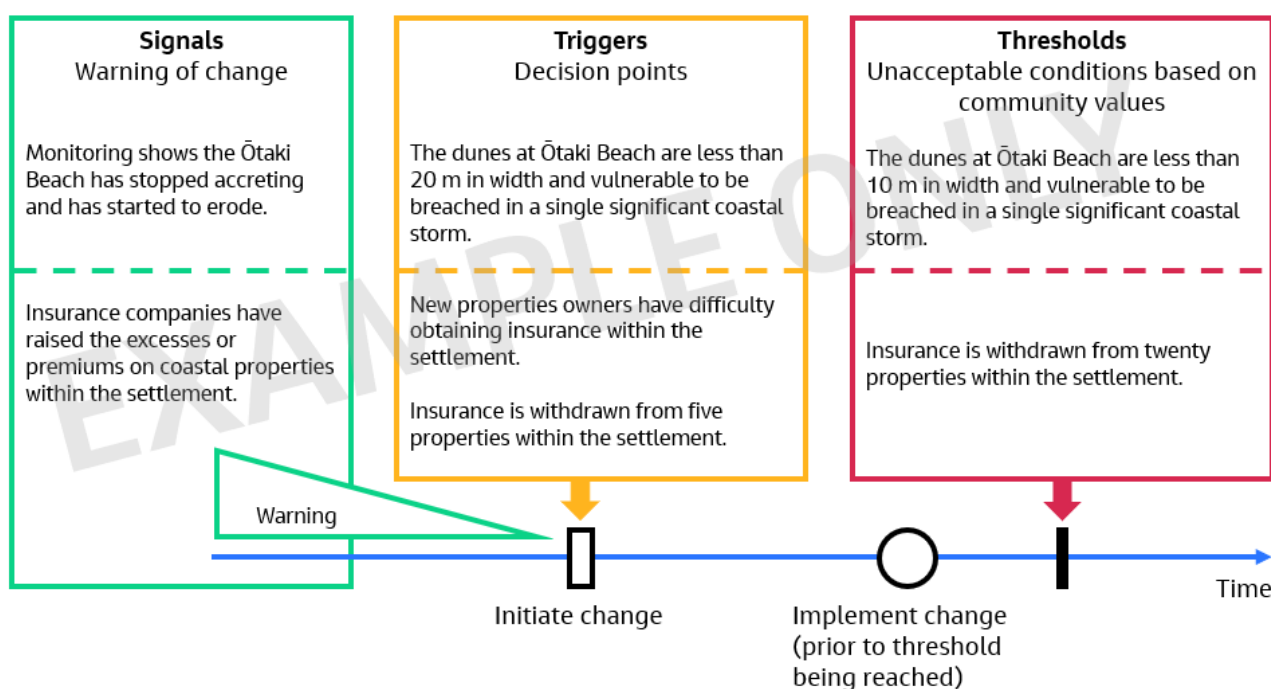 Signals
Warning of change
Monitoring shows the Ōtaki
Beach has stopped accreting
and has started to erode.
Insurance companies have
raised the excesses or
premiums on coastal properties
within the settlement.
Triggers
Decision points
The dunes at Ōtaki Beach are less than
20 m in width and vulnerable to be
breached in a single significant coastal
storm.
New properties owners have difficulty
obtaining insurance within the
settlement.
Insurance is withdrawn from five
properties within the settlement.
Thresholds
Unacceptable conditions based on
community values
The dunes at Ōtaki Beach are less than
10 m in width and vulnerable to be
breached in a single significant coastal
storm.
Insurance is withdrawn from twenty
properties within the settlement.
EXAMPLE ONLY
Warning
Time
Initiate change
Implement change
(prior to threshold
being reached)